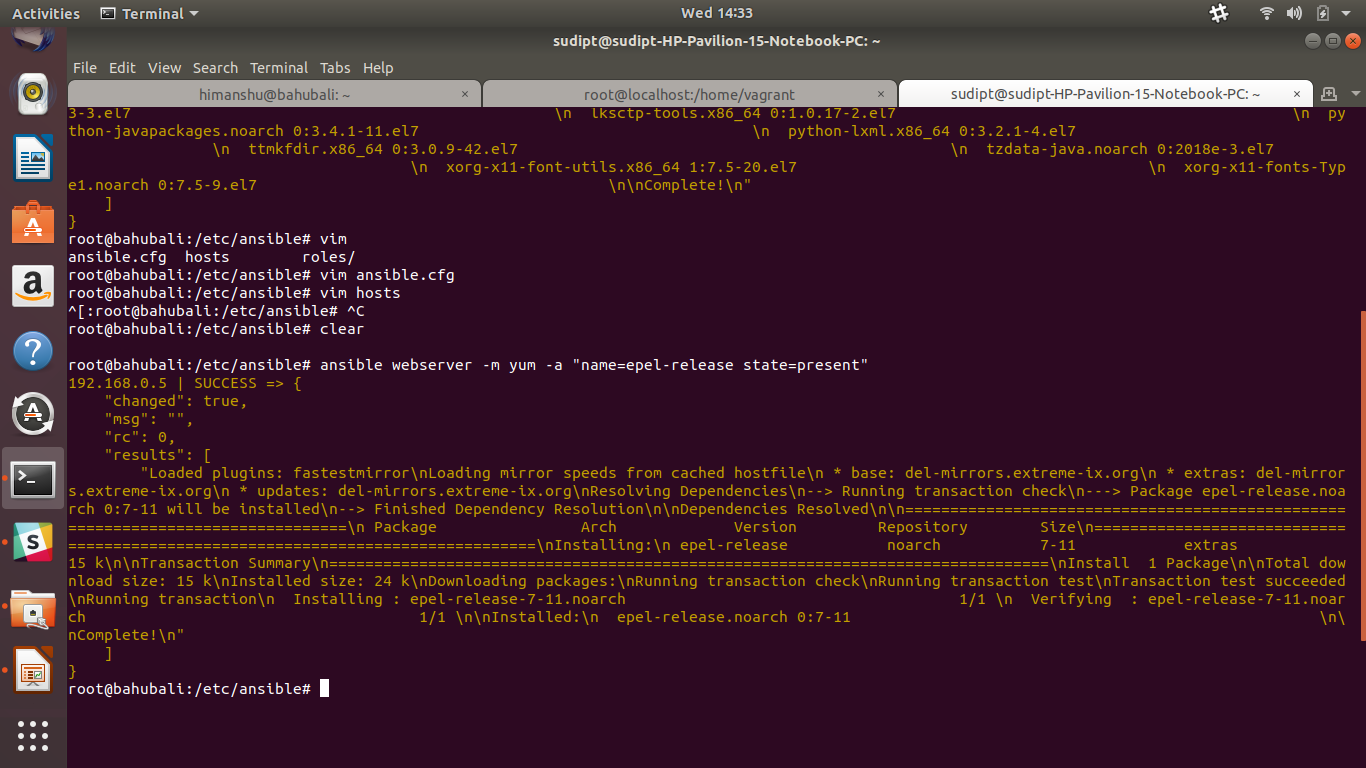 Activities Terminal Wed 14:33
sudipt@sudipt-HP-Pavilion-15-Notebook-PC: ~
File Edit View Search Terminal Tabs Help
himanshu@bahubali: ~ × root@localhost:/home/vagrant × sudipt@sudipt-HP-Pavilion-15-Notebook-PC: ~ ×
3-3.el7 \n lksctp-tools.x86_64 0:1.0.17-2.el7 \n py
thon-javapackages.noarch 0:3.4.1-11.el7 \n python-lxml.x86_64 0:3.2.1-4.el7
\n ttmkfdir.x86_64 0:3.0.9-42.el7 \n tzdata-java.noarch 0:2018e-3.el7
\n xorg-x11-font-utils.x86_64 1:7.5-20.el7 \n xorg-x11-fonts-Typ
e1.noarch 0:7.5-9.el7 \n\nComplete!\n"
]
}
root@bahubali:/etc/ansible# vim
ansible.cfg hosts roles/
root@bahubali:/etc/ansible# vim ansible.cfg
root@bahubali:/etc/ansible# vim hosts
^[:root@bahubali:/etc/ansible# ^C
root@bahubali:/etc/ansible# clear
root@bahubali:/etc/ansible# ansible webserver -m yum -a "name=epel-release state=present"
192.168.0.5 | SUCCESS => {
"changed": true,
"msg": "",
"rc": 0,
"results": [
"Loaded plugins: fastestmirror\nLoading mirror speeds from cached hostfile\n * base: del-mirrors.extreme-ix.org\n * extras: del-mirror
s.extreme-ix.org\n * updates: del-mirrors.extreme-ix.org\nResolving Dependencies\n--> Running transaction check\n---> Package epel-release.noa
rch 0:7-11 will be installed\n--> Finished Dependency Resolution\n\nDependencies Resolved\n\n=================================================
===============================\n Package Arch Version Repository Size\n============================
====================================================\nInstalling:\n epel-release noarch 7-11 extras
15 k\n\nTransaction Summary\n================================================================================\nInstall 1 Package\n\nTotal dow
nload size: 15 k\nInstalled size: 24 k\nDownloading packages:\nRunning transaction check\nRunning transaction test\nTransaction test succeeded
\nRunning transaction\n Installing : epel-release-7-11.noarch 1/1 \n Verifying : epel-release-7-11.noar
ch 1/1 \n\nInstalled:\n epel-release.noarch 0:7-11 \n\
nComplete!\n"
]
}
root@bahubali:/etc/ansible#